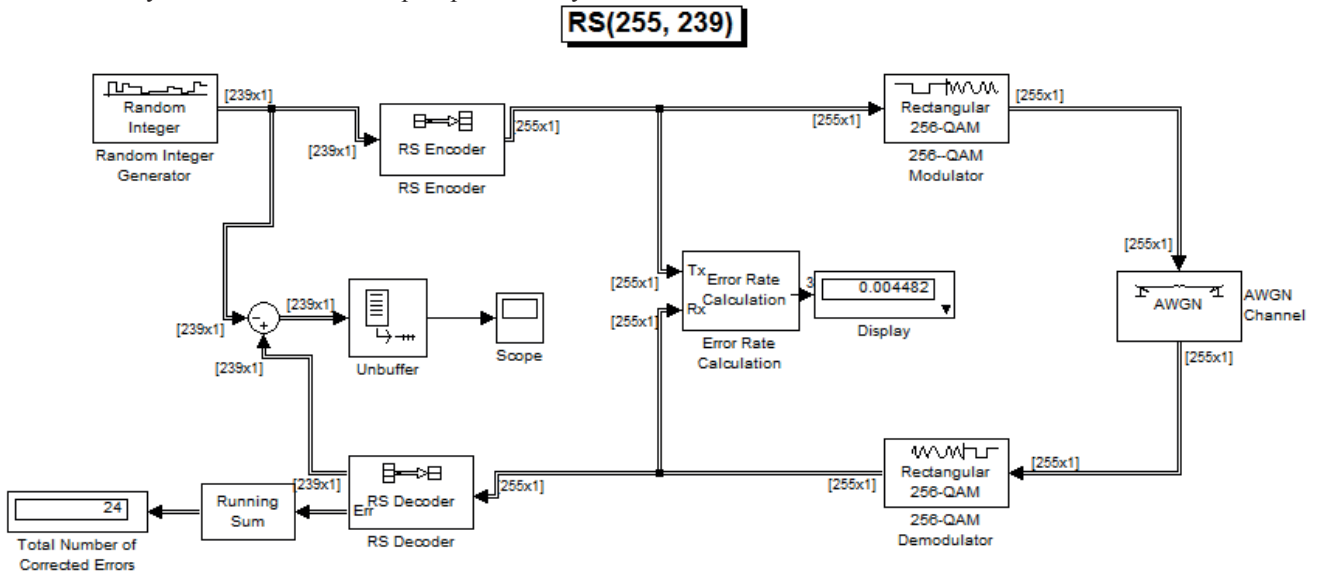 RS(255, 239)
Random
Integer
Random Integer
Generator
[239x1]
[239x1]
RS Encoder
RS Encoder
[255x1]
[255x1]
Rectangular
256-QAM
256--QAM
Modulator
[255x1]
[255x1]
AWGN
AWGN
Channel
[255x1]
[239x1]
-
+
[239x1]
[239x1]
Unbuffer
Scope
[255x1]
[255x1]
Tx
Rx
Error Rate
Calculation
Error Rate
Calculation
3
0.004482
Display
24
Total Number of
Corrected Errors
Running
Sum
[239x1]
Err
RS Decoder
RS Decoder
[255x1]
[255x1]
Rectangular
256-QAM
256-QAM
Demodulator
[255x1]